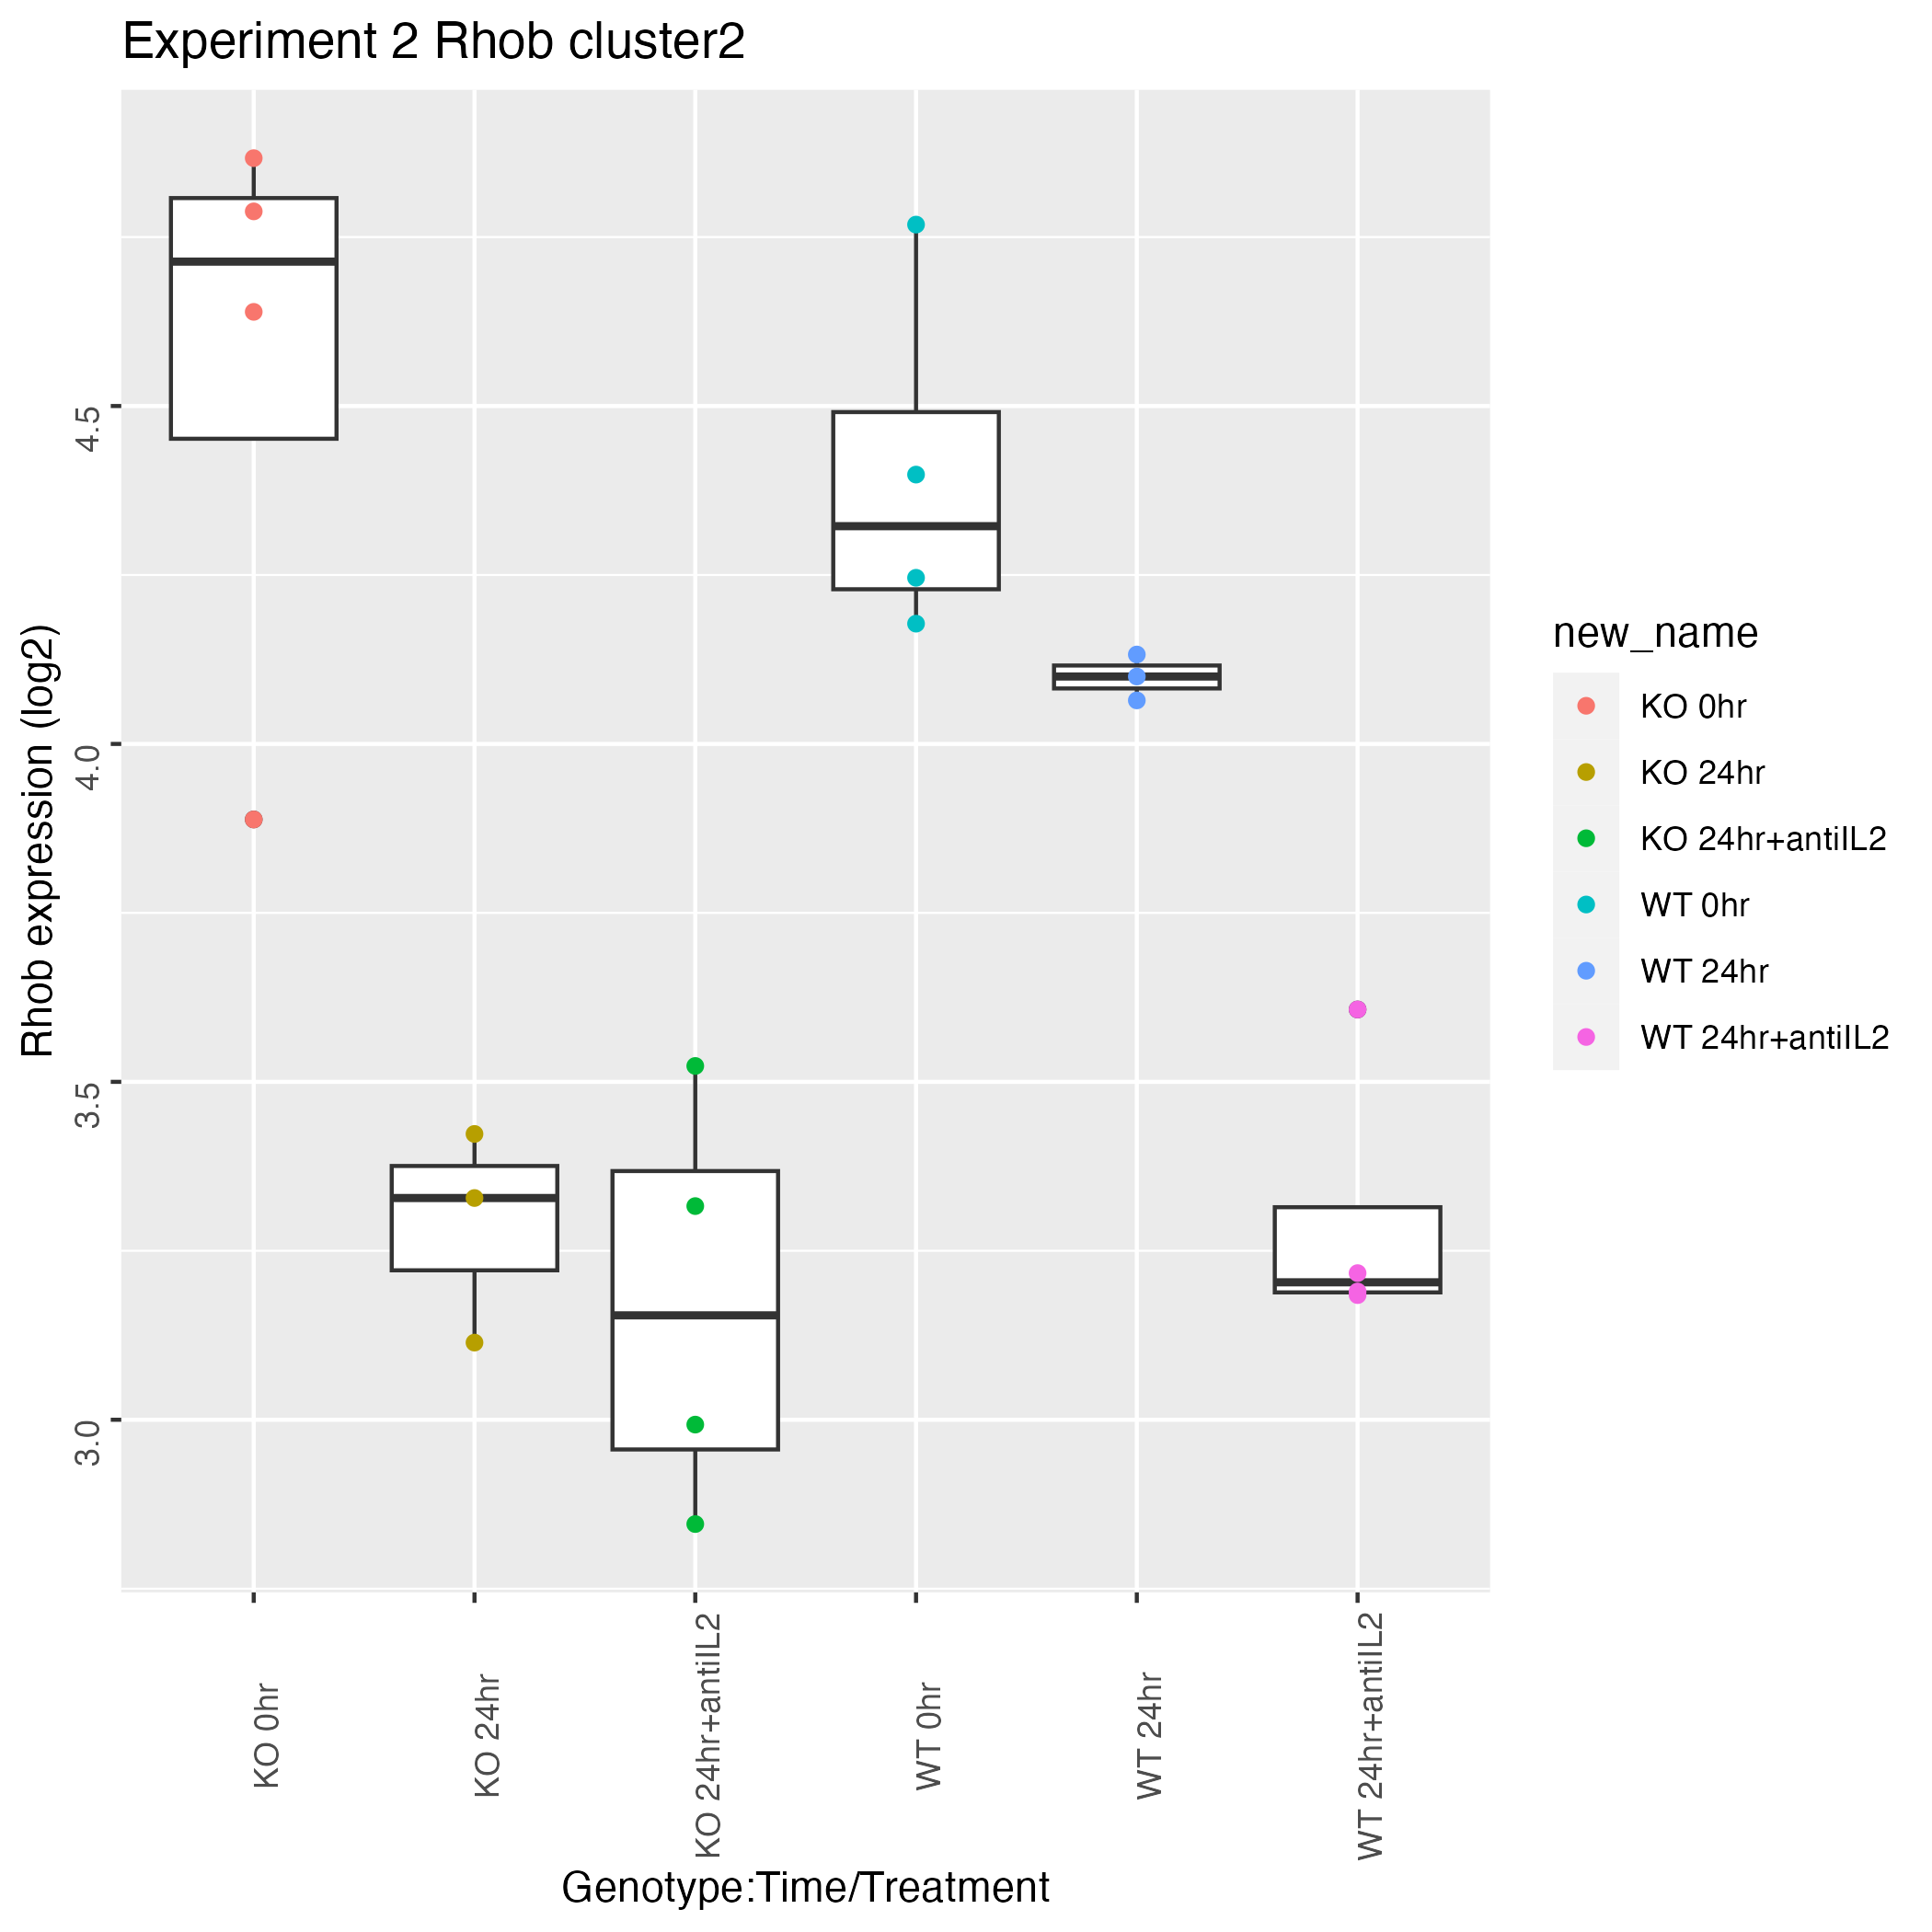 Experiment 2 Rhob cluster2
Rhob expression (log2)
4.5
4.0
3.5
3.0
KO 0hr
KO 24hr
KO 24hr+antiIL2
WT 0hr
WT 24hr
WT 24hr+antiIL2
Genotype:Time/Treatment
new_name
KO 0hr
KO 24hr
KO 24hr+antiIL2
WT 0hr
WT 24hr
WT 24hr+antiIL2